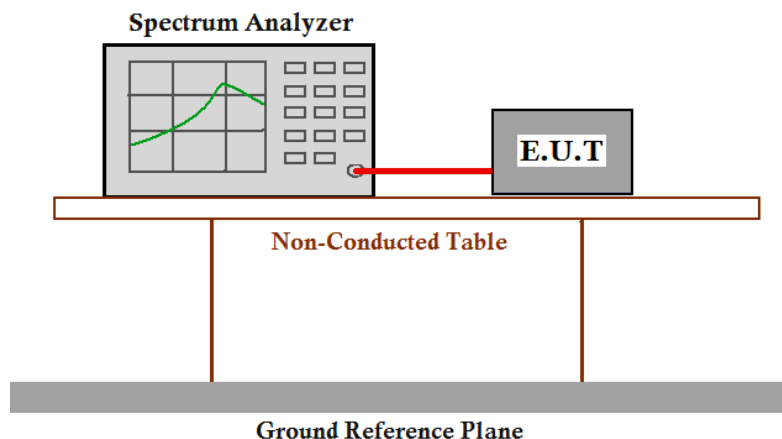 Spectrum Analyzer
E.U.T
Non-Conducted Table
Ground Reference Plane